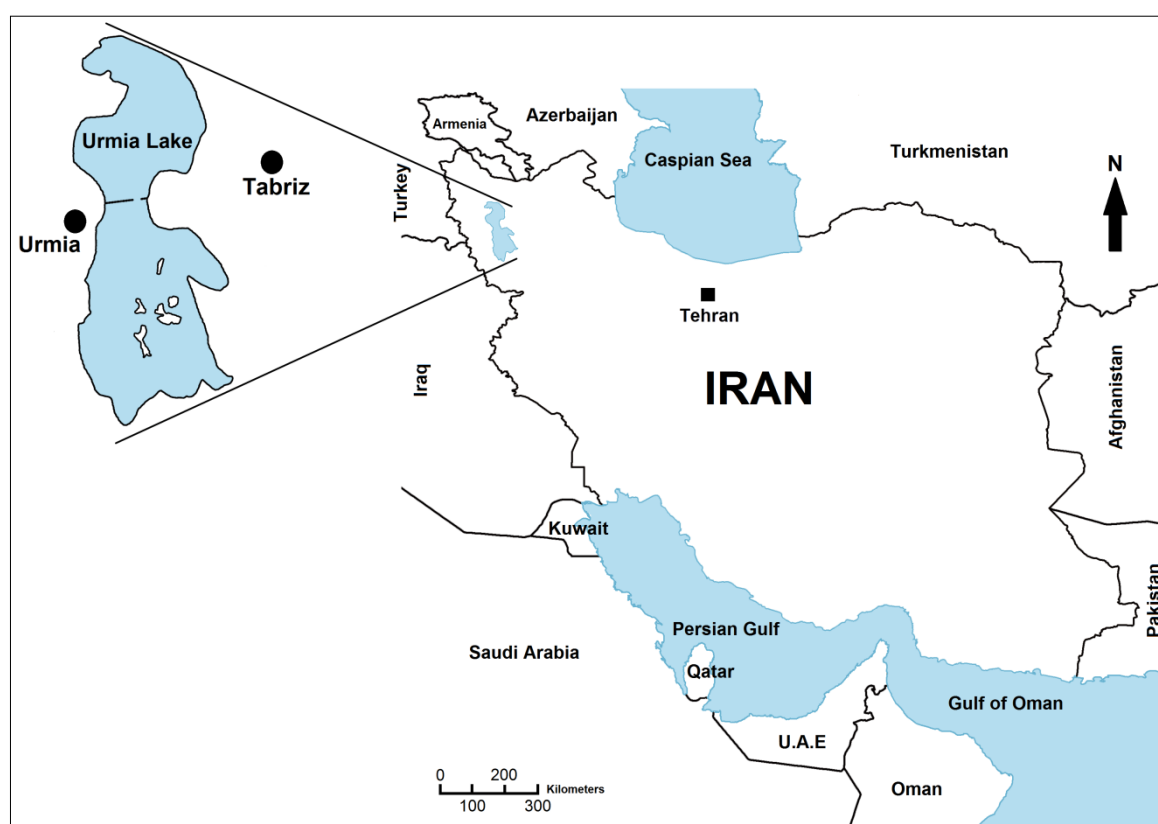 Urmia Lake
Tabriz
Urmia
Armenia
Azerbaijan
Caspian Sea
Turkmenistan
N
Turkey
Tehran
IRAN
Iraq
Afghanistan
Kuwait
Pakistan
Persian Gulf
Saudi Arabia
Qatar
Gulf of Oman
U.A.E
Oman
0 200
Kilometers
100 300